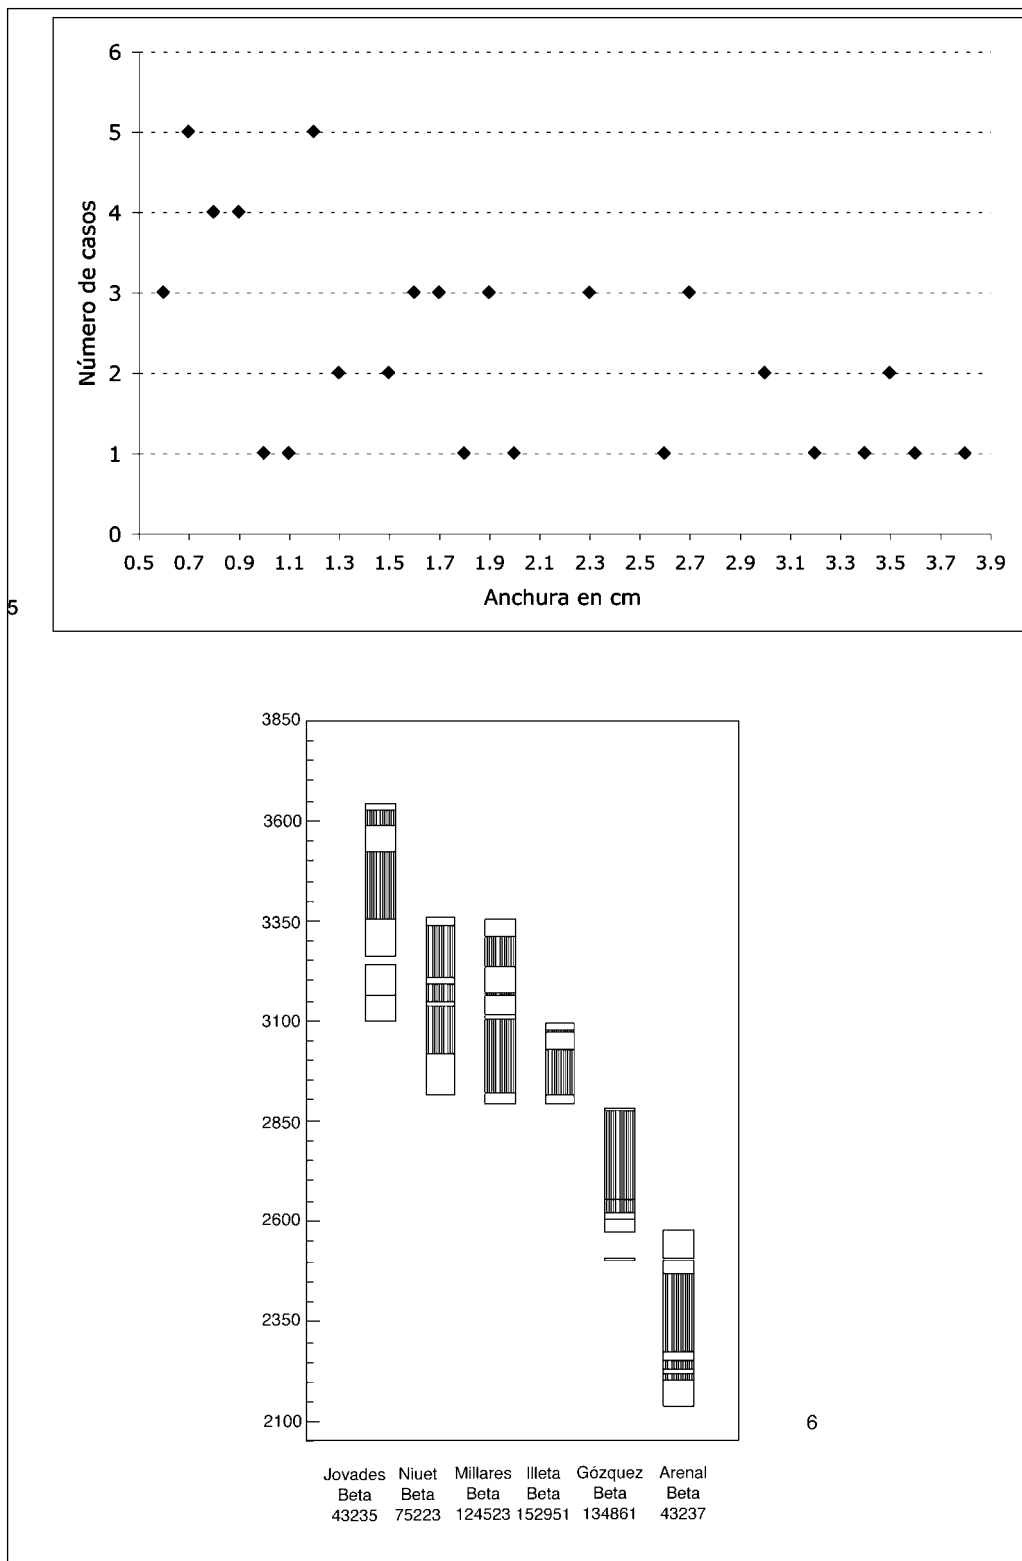 6
5
4
3
2
1
0
Número de casos
0.5 0.7 0.9 1.1 1.3 1.5 1.7 1.9 2.1 2.3 2.5 2.7 2.9 3.1 3.3 3.5 3.7 3.9
Anchura en cm
5
3850
3600
3350
3100
2850
2600
2350
2100
6
Jovades Niuet Millares Illeta Gózquez Arenal
Beta Beta Beta Beta Beta Beta
43235 75223 124523 152951 134861 43237